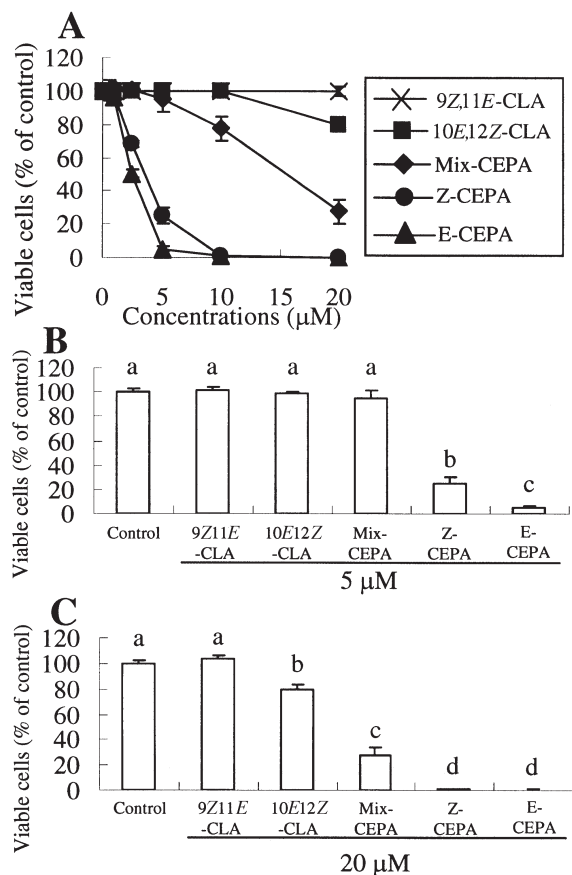 A
Viable cells (% of control)
120
100
80
60
40
20
0
0 5 10 15 20
Concentrations (μM)
9Z,11E-CLA
10E,12Z-CLA
Mix-CEPA
Z-CEPA
E-CEPA
B
Viable cells (% of control)
120
100
80
60
40
20
0
a a a a b c
Control 9Z11E 10E12Z Mix- Z- E-
-CLA -CLA CEPA CEPA CEPA
5 μM
C
Viable cells (% of control)
120
100
80
60
40
20
0
a a b c d d
Control 9Z11E 10E12Z Mix- Z- E-
-CLA -CLA CEPA CEPA CEPA
20 μM